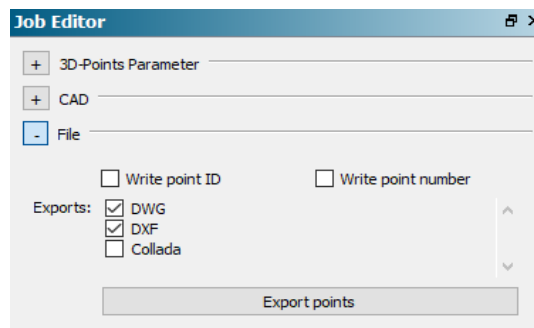 Job Editor
+ 3D-Points Parameter
+ CAD
- File
Write point ID Write point number
Exports: DWG
DXF
Collada
Export points